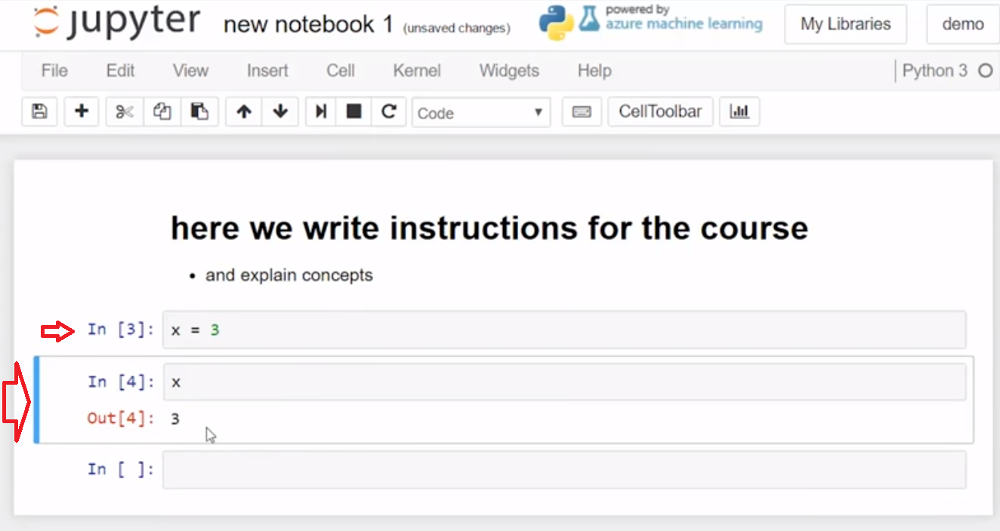 jupyter new notebook 1 (unsaved changes) powered by azure machine learning My Libraries demo
File Edit View Insert Cell Kernel Widgets Help Python 3
Code CellToolbar
here we write instructions for the course
• and explain concepts
In [3]: x = 3
In [4]: x
Out[4]: 3
In [ ]: